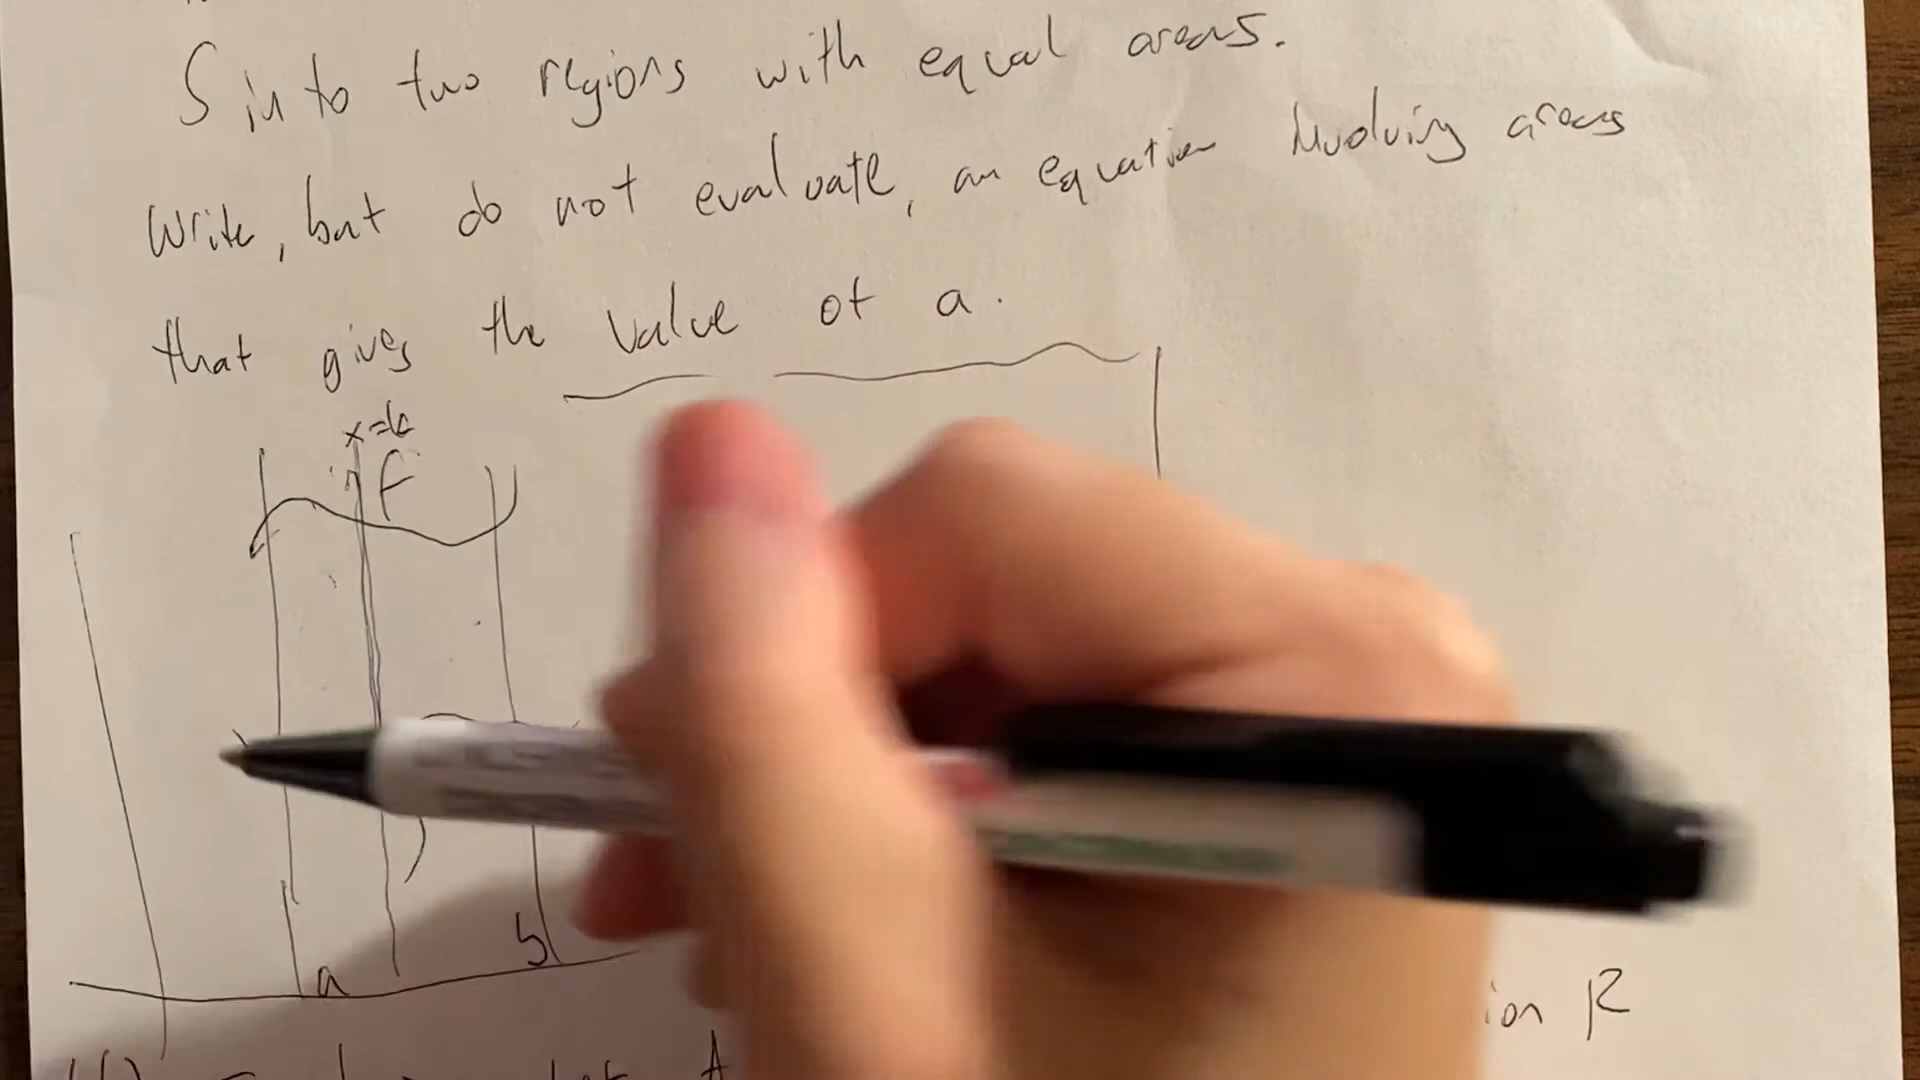 S into two regions with equal areas.
Write, but do not evaluate, an equation involving areas
that gives the value of a.
x=k
f
b
a
ion R